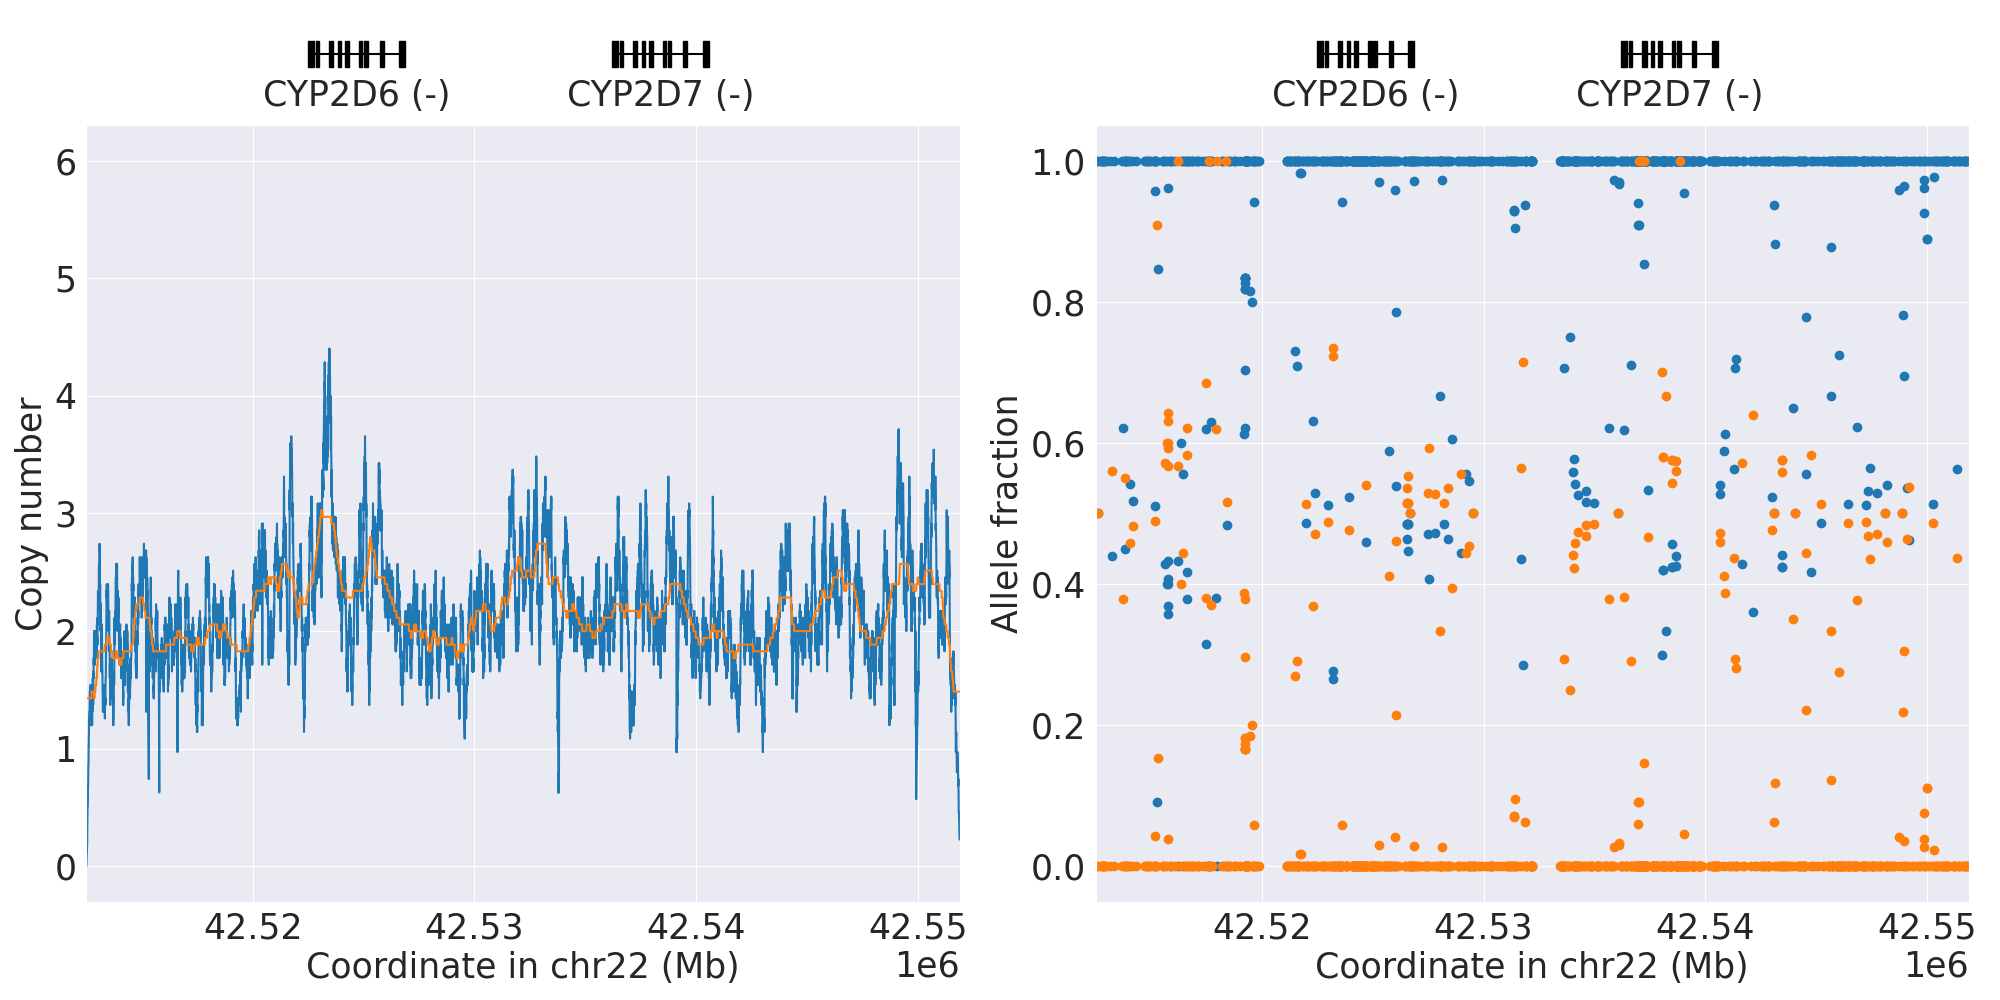 CYP2D6 (-) CYP2D7 (-)
6
5
4
3
2
1
0
Copy number
42.52 42.53 42.54 42.55
Coordinate in chr22 (Mb) 1e6
CYP2D6 (-) CYP2D7 (-)
1.0
0.8
0.6
0.4
0.2
0.0
Allele fraction
42.52 42.53 42.54 42.55
Coordinate in chr22 (Mb) 1e6